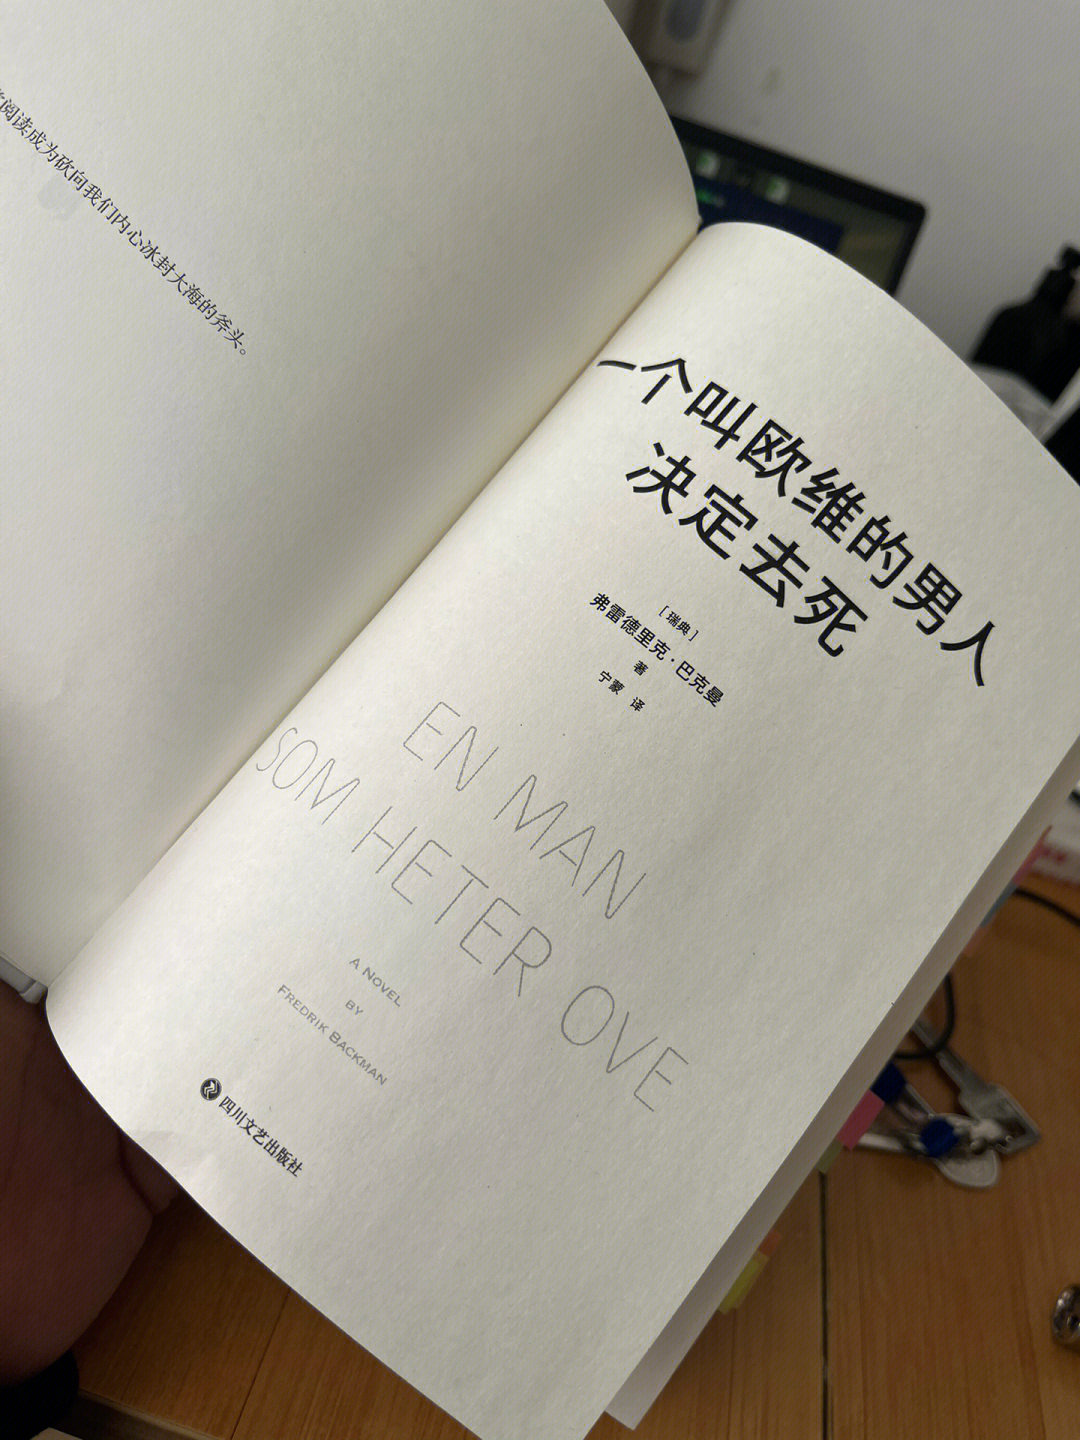 阅读成为砍向我们内心冰封大海的斧头。
一个叫欧维的男人
决定去死
[瑞典]
弗雷德里克·巴克曼
著
宁蒙 译
EN MAN
SOM HETER OVE
A NOVEL
BY
FREDRIK BACKMAN
四川文艺出版社